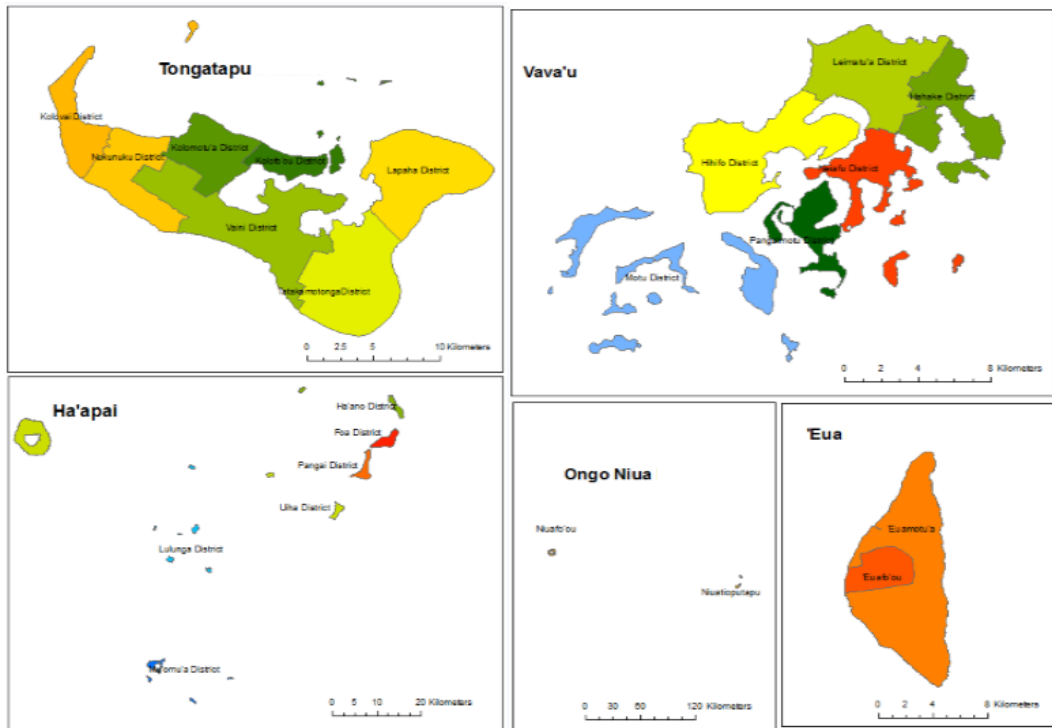 Tongatapu
Kolovai District
Nukunuku District
Kolomotu'a District
Kolofo'ou District
Lapaha District
Vaini District
Tatakamotonga District
0 2.5 5 10 Kilometers
Vava'u
Leimatu'a District
Hahake District
Hihifo District
Neiafu District
Pangaimotu District
Motu District
0 2 4 8 Kilometers
Ha'apai
Ha'ano District
Foa District
Pangai District
Uiha District
Lulunga District
District
0 5 10 20 Kilometers
Ongo Niua
Niuafo'ou
Niuatoputapu
0 30 60 120 Kilometers
'Eua
'Euamotu'a
'Euafo'ou
0 2 4 8 Kilometers